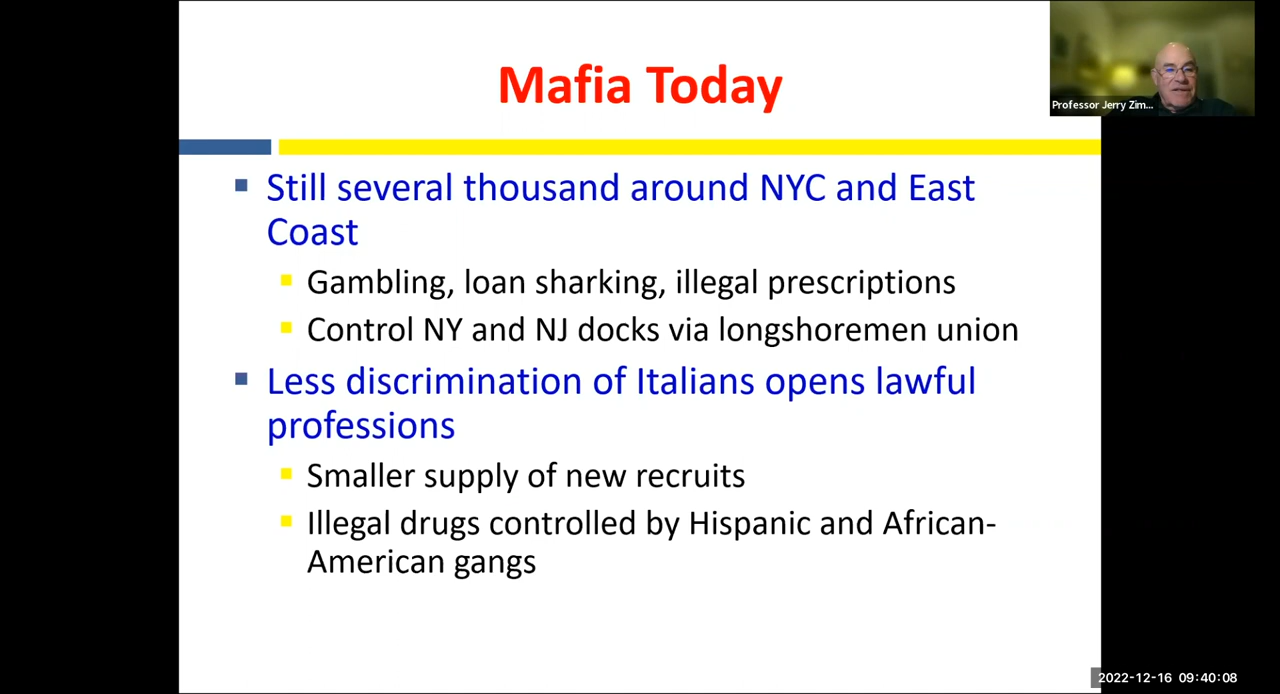 Mafia Today
Professor Jerry Zim...
Still several thousand around NYC and East
Coast
Gambling, loan sharking, illegal prescriptions
Control NY and NJ docks via longshoremen union
Less discrimination of Italians opens lawful
professions
Smaller supply of new recruits
Illegal drugs controlled by Hispanic and African-
American gangs
2022-12-16 09:40:08